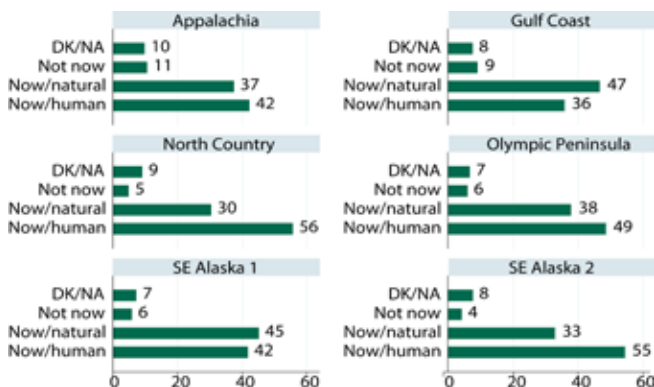 Appalachia
DK/NA 10
Not now 11
Now/natural 37
Now/human 42
Gulf Coast
DK/NA 8
Not now 9
Now/natural 47
Now/human 36
North Country
DK/NA 9
Not now 5
Now/natural 30
Now/human 56
Olympic Peninsula
DK/NA 7
Not now 6
Now/natural 38
Now/human 49
SE Alaska 1
DK/NA 7
Not now 6
Now/natural 45
Now/human 42
0 20 40 60
SE Alaska 2
DK/NA 8
Not now 4
Now/natural 33
Now/human 55
0 20 40 60